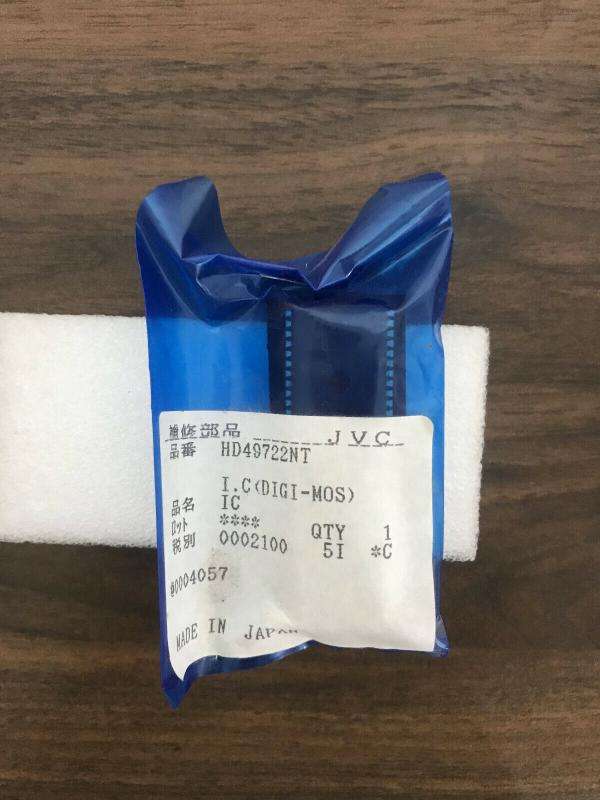 補修部品 JVC
品番 HD49722NT
I.C(DIGI-MOS)
品名 IC
ロット ****  QTY 1
税別 0002100 5I *C
@0004057
MADE IN JAPAN